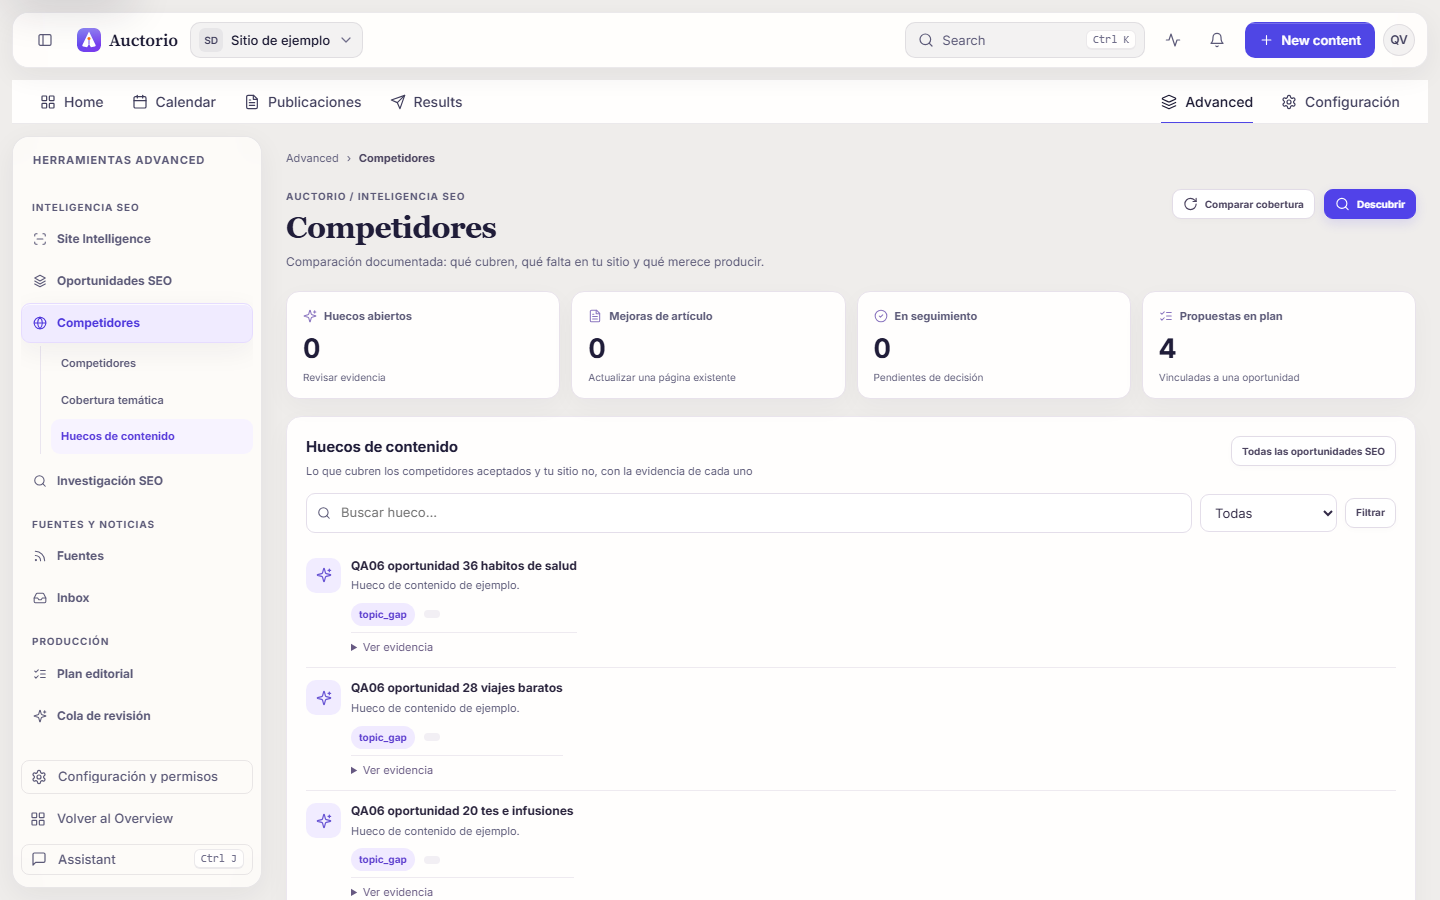 Auctorio
SD Sitio de ejemplo
Search Ctrl K
New content
QV
Home
Calendar
Publicaciones
Results
Advanced
Configuración
HERRAMIENTAS ADVANCED
INTELIGENCIA SEO
Site Intelligence
Oportunidades SEO
Competidores
Competidores
Cobertura temática
Huecos de contenido
Investigación SEO
FUENTES Y NOTICIAS
Fuentes
Inbox
PRODUCCIÓN
Plan editorial
Cola de revisión
Configuración y permisos
Volver al Overview
Assistant Ctrl J
Advanced › Competidores
AUCTORIO / INTELIGENCIA SEO
Competidores
Comparación documentada: qué cubren, qué falta en tu sitio y qué merece producir.
Comparar cobertura
Descubrir
Huecos abiertos
0
Revisar evidencia
Mejoras de artículo
0
Actualizar una página existente
En seguimiento
0
Pendientes de decisión
Propuestas en plan
4
Vinculadas a una oportunidad
Huecos de contenido
Lo que cubren los competidores aceptados y tu sitio no, con la evidencia de cada uno
Todas las oportunidades SEO
Buscar hueco...
Todas
Filtrar
QA06 oportunidad 36 habitos de salud
Hueco de contenido de ejemplo.
topic_gap
Ver evidencia
QA06 oportunidad 28 viajes baratos
Hueco de contenido de ejemplo.
topic_gap
Ver evidencia
QA06 oportunidad 20 tes e infusiones
Hueco de contenido de ejemplo.
topic_gap
Ver evidencia